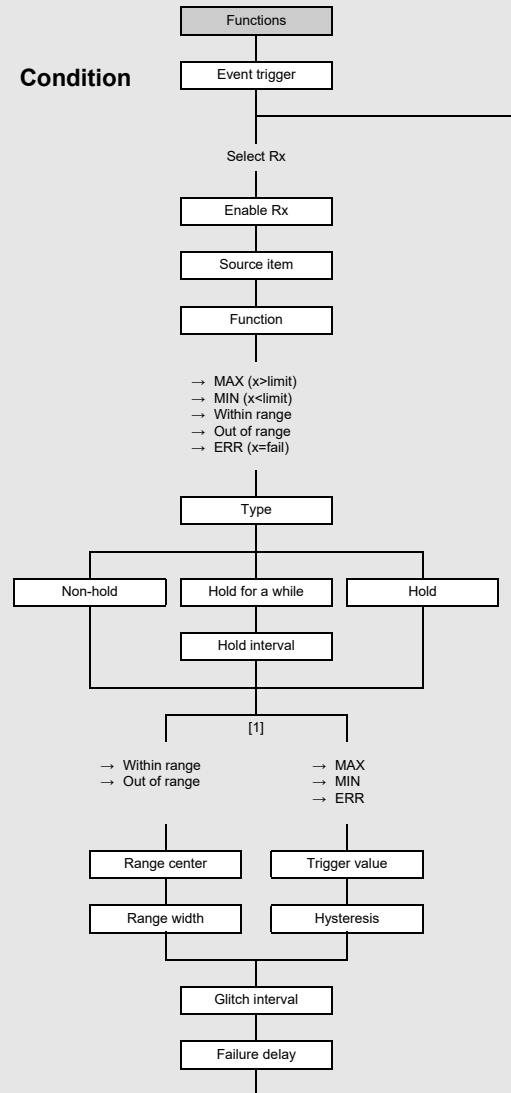 Functions
Condition
Event trigger
Select Rx
Enable Rx
Source item
Function
→ MAX (x>limit)
→ MIN (x<limit)
→ Within range
→ Out of range
→ ERR (x=fail)
Type
Non-hold
Hold for a while
Hold
Hold interval
[1]
→ Within range
→ Out of range
→ MAX
→ MIN
→ ERR
Range center
Trigger value
Range width
Hysteresis
Glitch interval
Failure delay